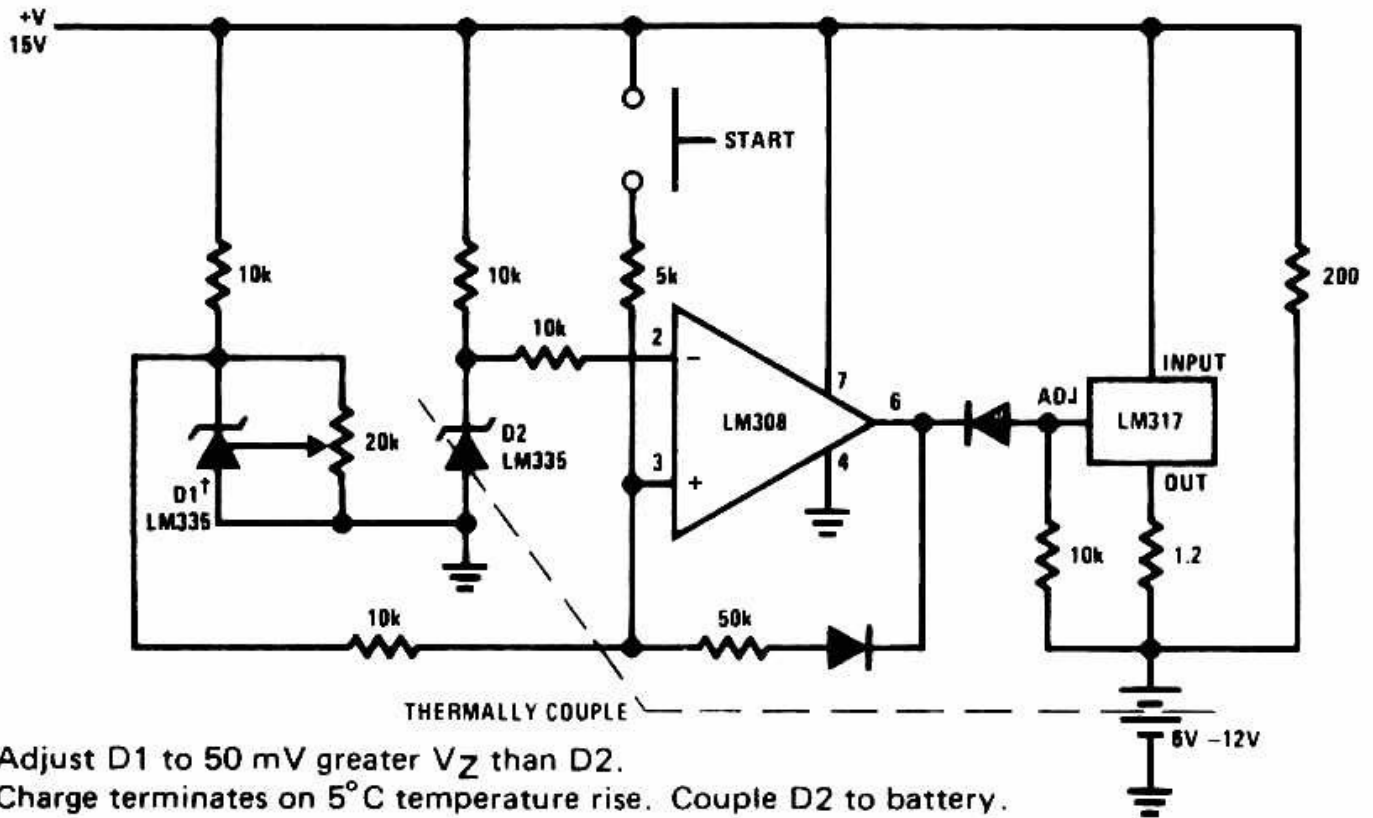 +V
15V
START
10k
10k
5k
200
10k
2
−
7
INPUT
ADJ
6
LM308
LM317
20k
D2
LM335
3
+
4
OUT
D1†
LM335
10k
1.2
10k
50k
THERMALLY COUPLE
6V −12V
Adjust D1 to 50 mV greater VZ than D2.
Charge terminates on 5°C temperature rise. Couple D2 to battery.